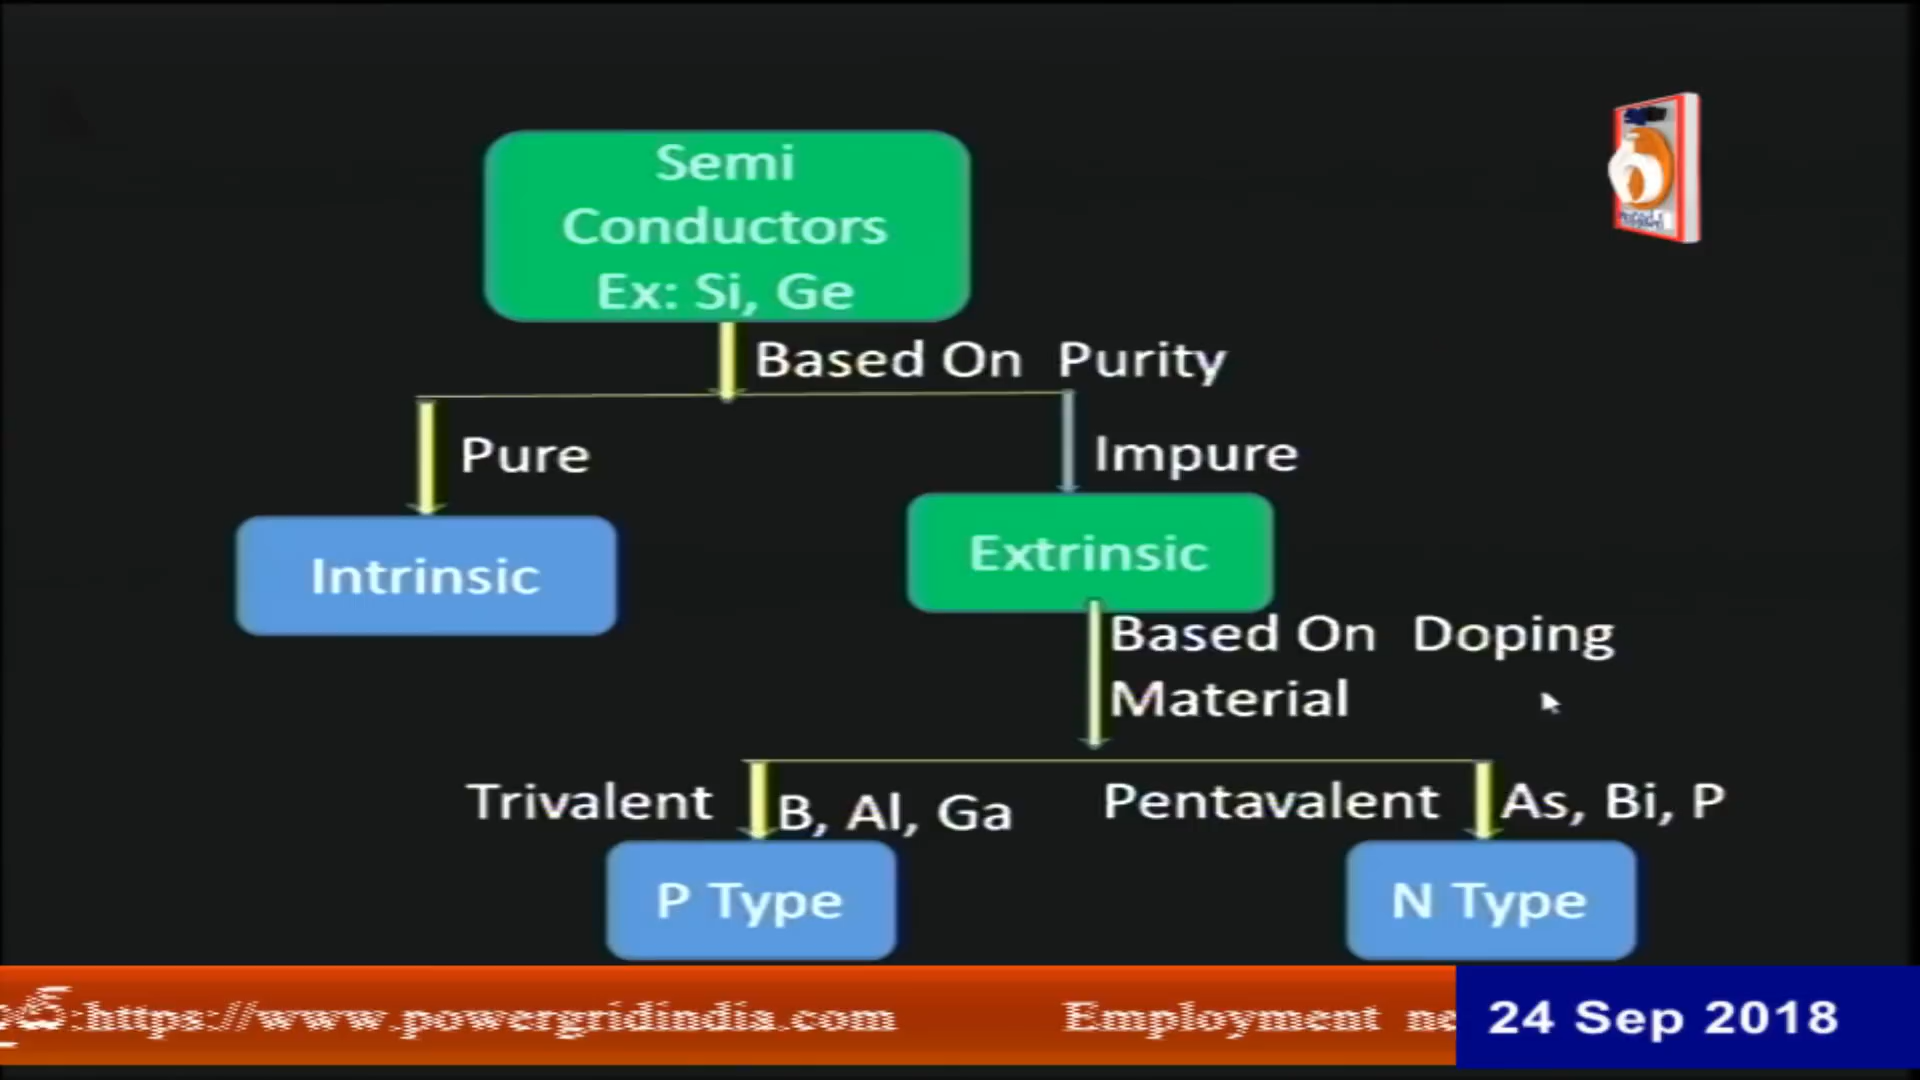 Semi
Conductors
Ex: Si, Ge
Based On Purity
Pure
Impure
Intrinsic
Extrinsic
Based On Doping
Material
Trivalent
B, Al, Ga
Pentavalent
As, Bi, P
P Type
N Type
:https://www.powergridindia.com Employment ne
24 Sep 2018